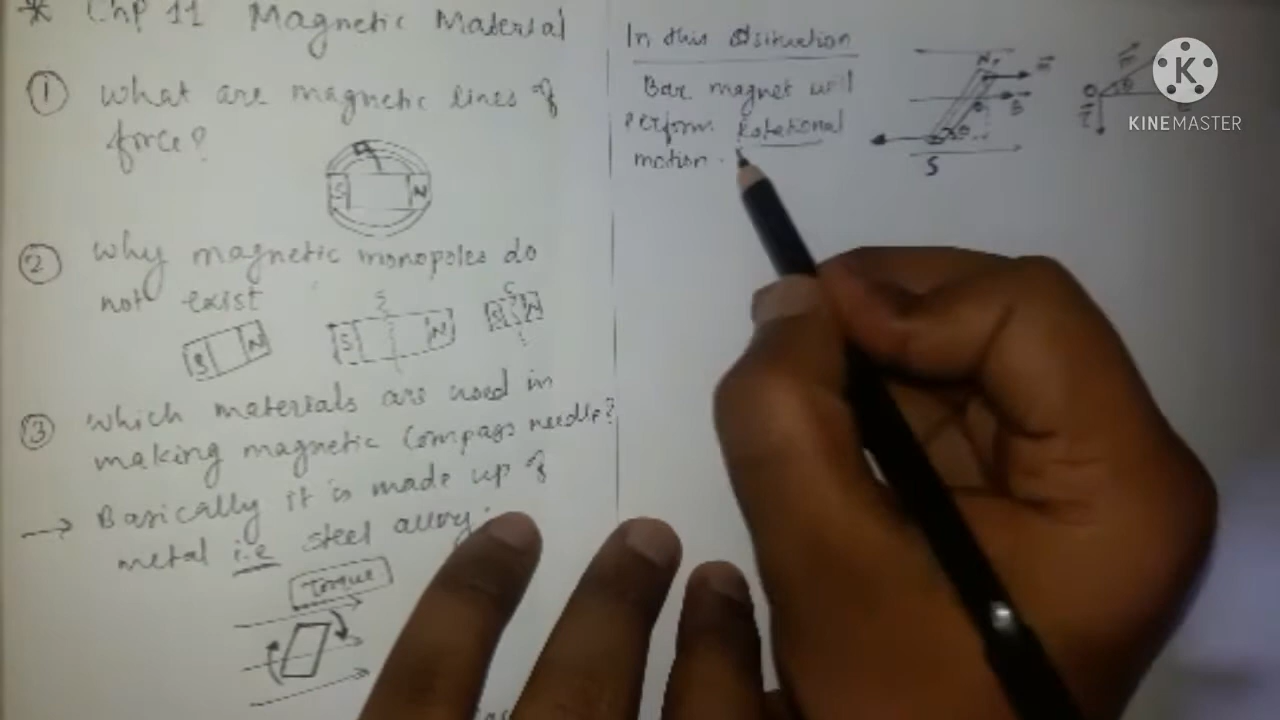 * Chp 11 Magnetic Material
① What are magnetic lines of
force?
S N
② Why magnetic monopoles do
not exist
S N S N S N
③ Which materials are used in
making magnetic Compass needle?
→ Basically it is made up of
metal i.e steel alloy.
Torque
In this situation
Bar magnet will
perform Rotational
motion.
N
B
S
K
KINEMASTER